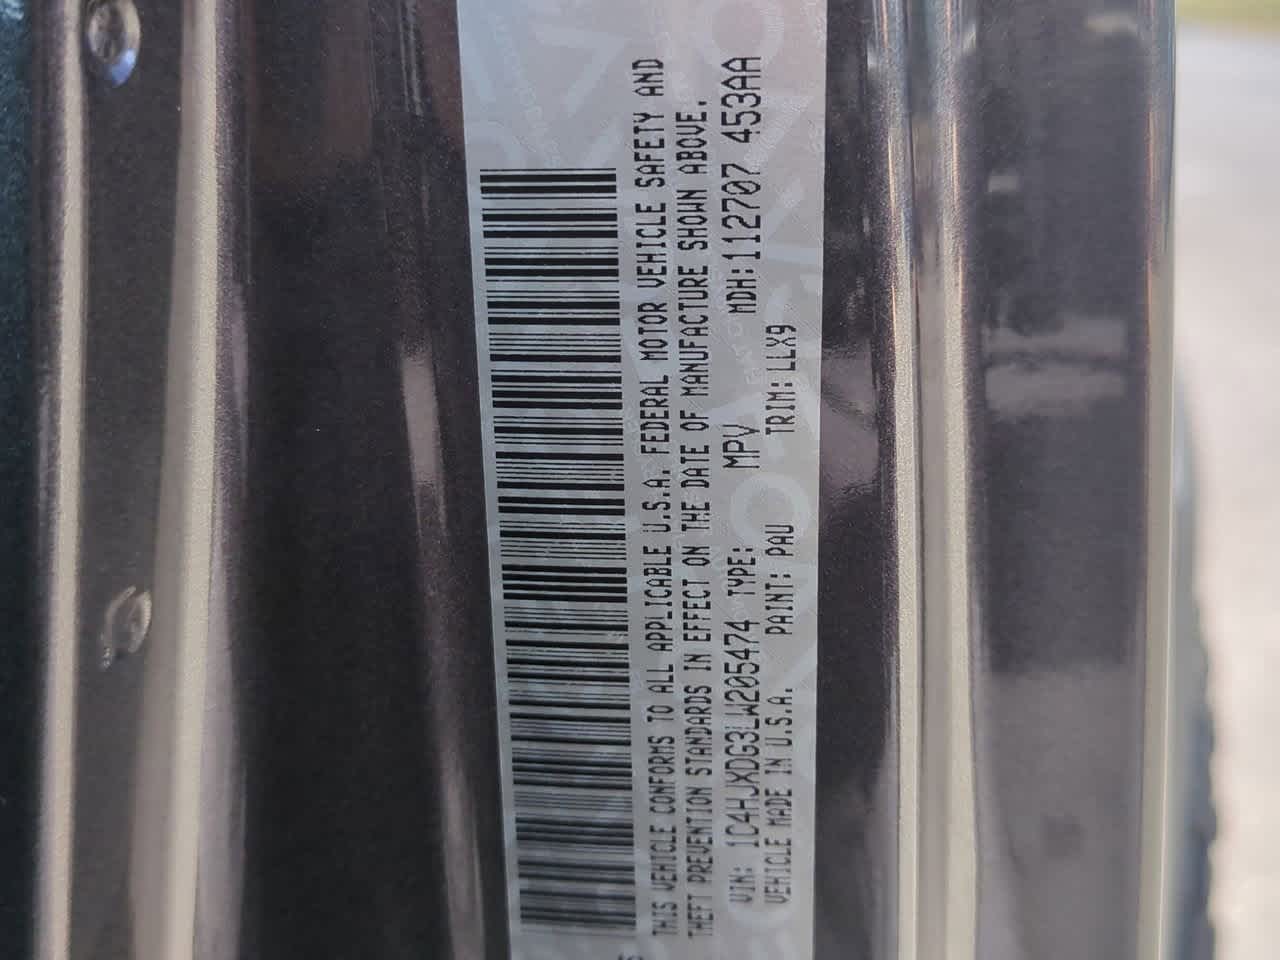 THIS VEHICLE CONFORMS TO ALL APPLICABLE U.S.A. FEDERAL MOTOR VEHICLE SAFETY AND
THEFT PREVENTION STANDARDS IN EFFECT ON THE DATE OF MANUFACTURE SHOWN ABOVE.
VIN: 1C4HJXDG3LW205474 TYPE: MPV MDH:112707 453AA
VEHICLE MADE IN U.S.A. PAINT: PAU TRIM: LLX9